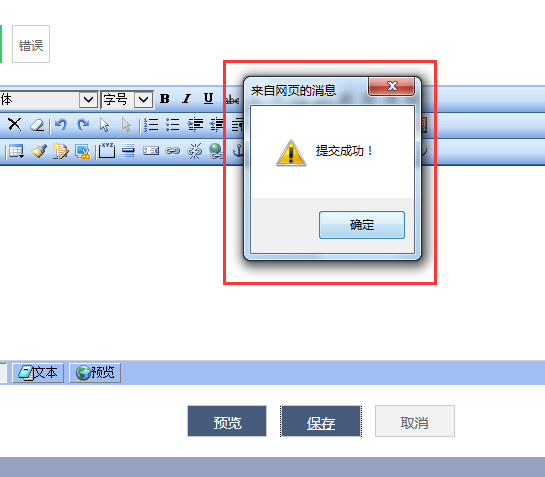 错误
来自网页的消息
体
字号
B I U abc
提交成功！
确定
文本
预览
预览
保存
取消